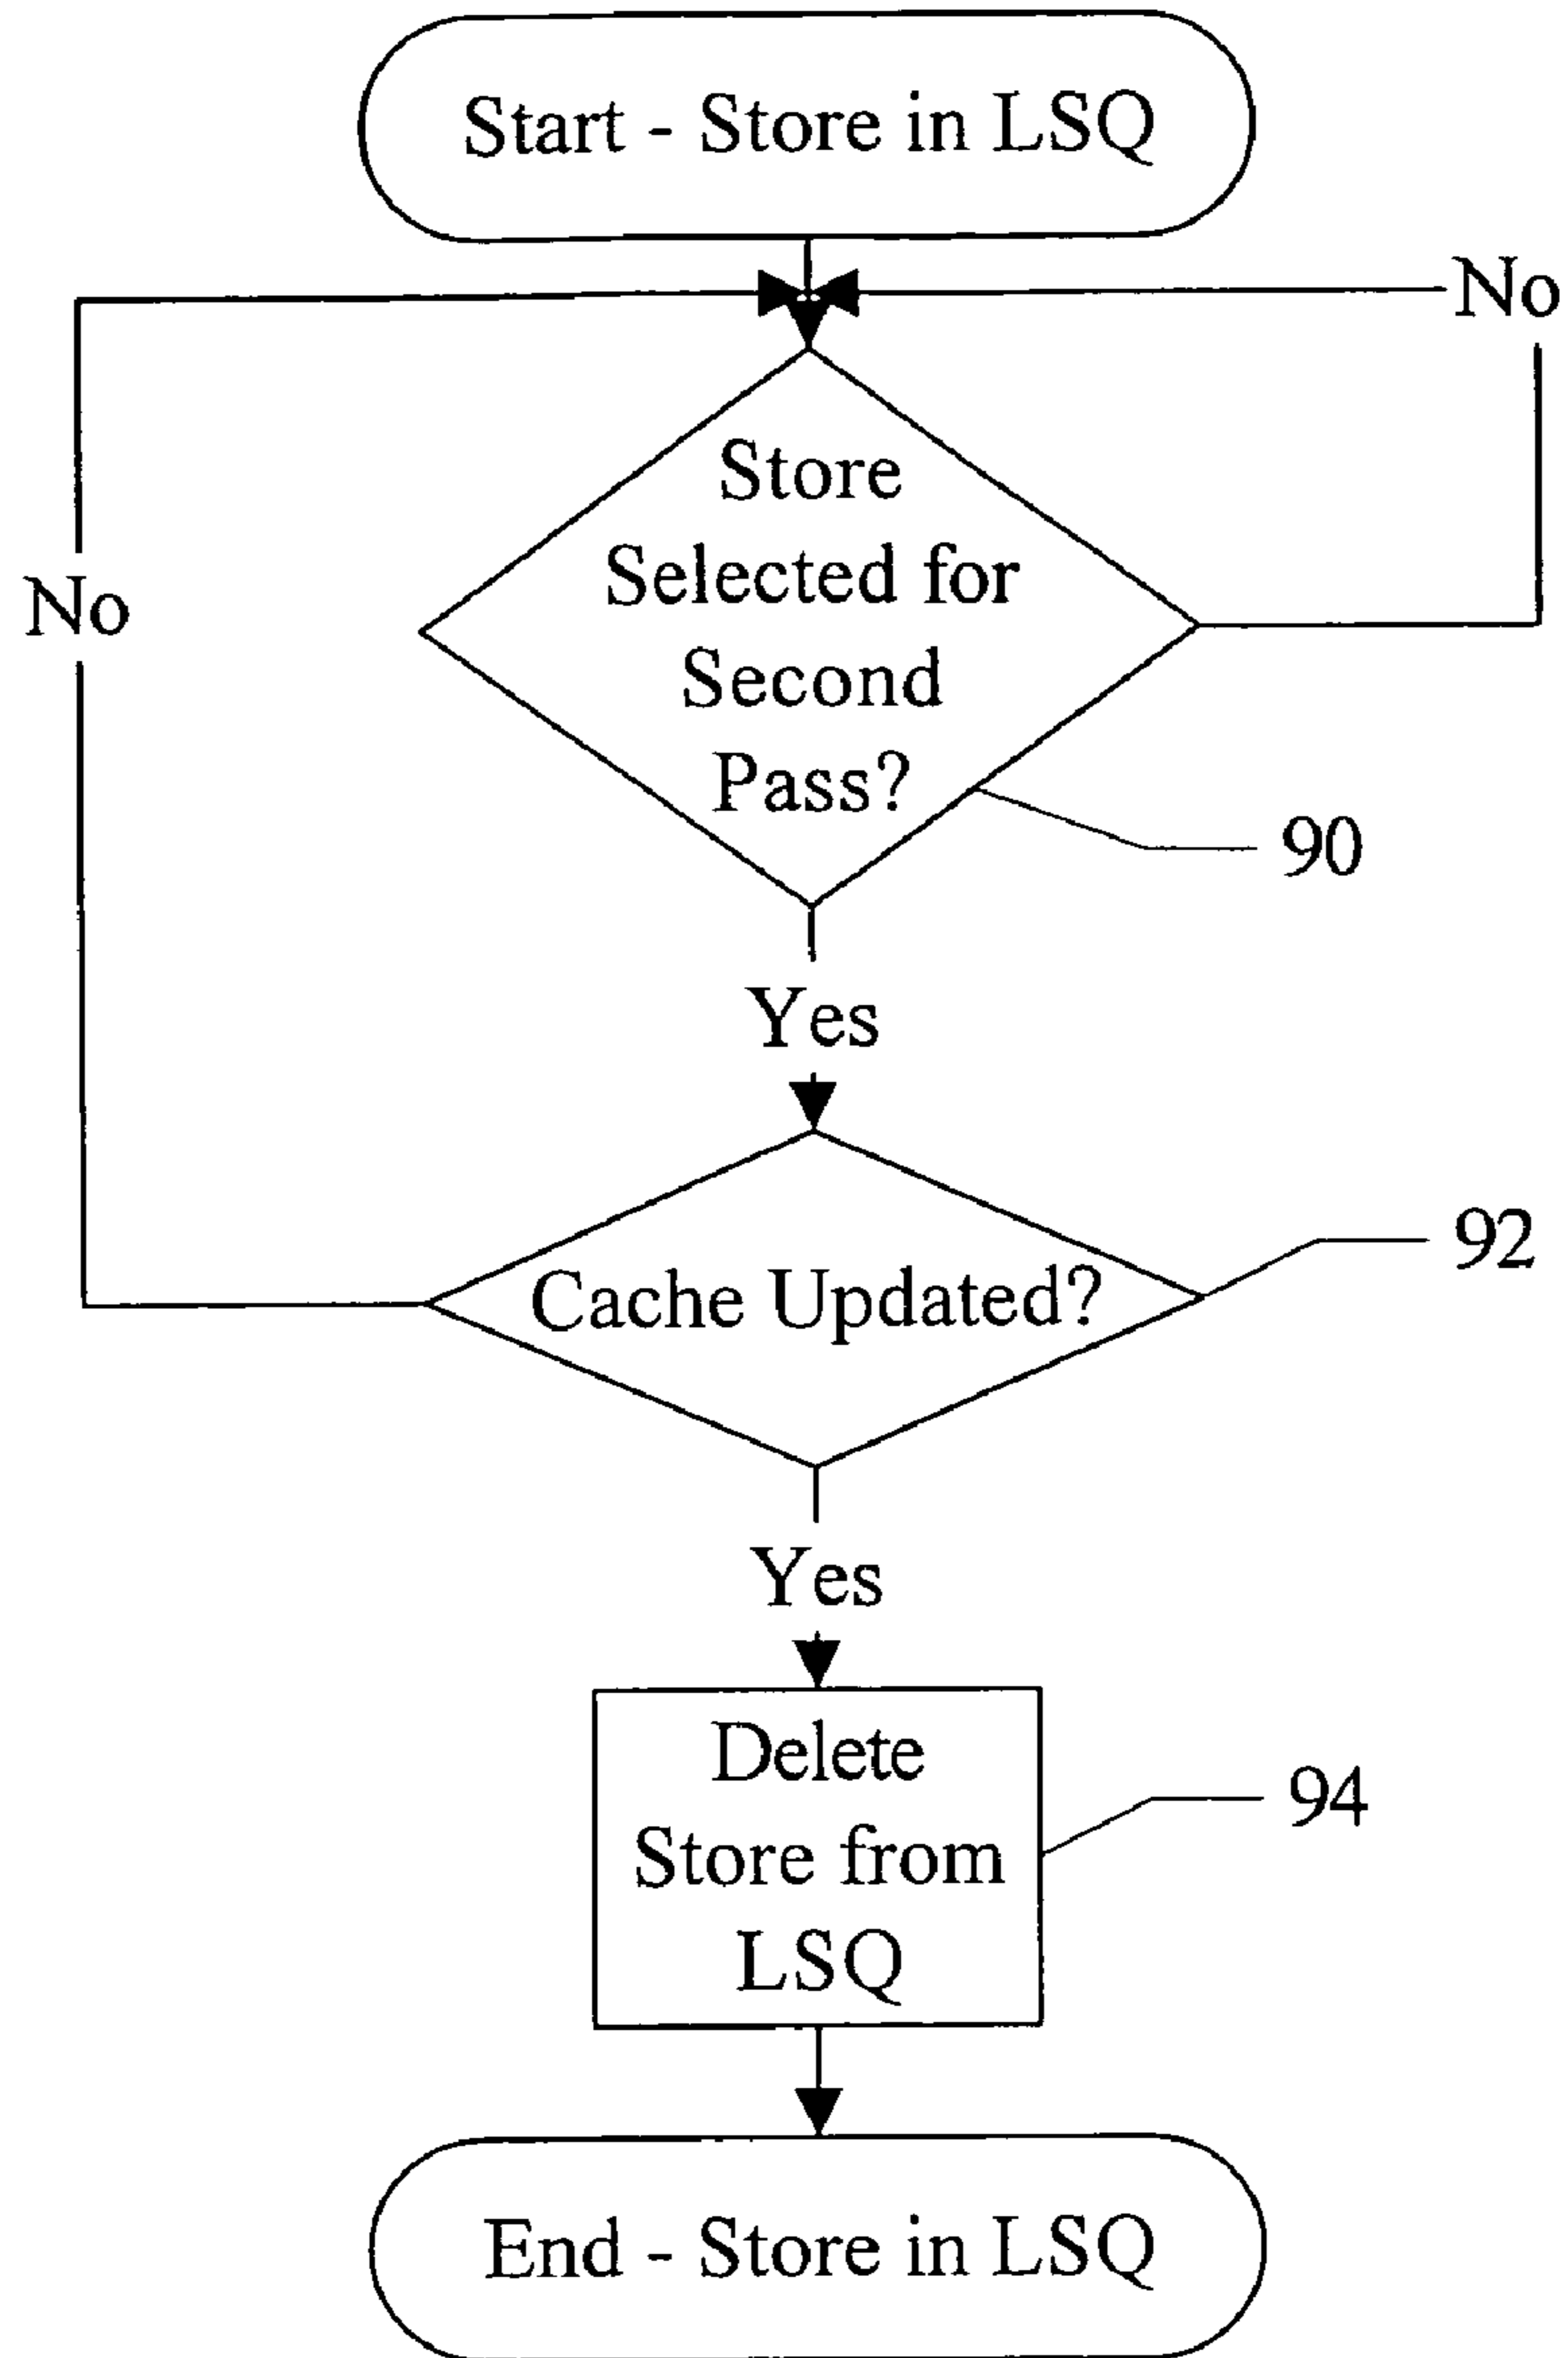 Start - Store in LSQ
No
Store
Selected for
Second
Pass?
No
90
Yes
92
Cache Updated?
Yes
Delete
Store from
LSQ
94
End - Store in LSQ